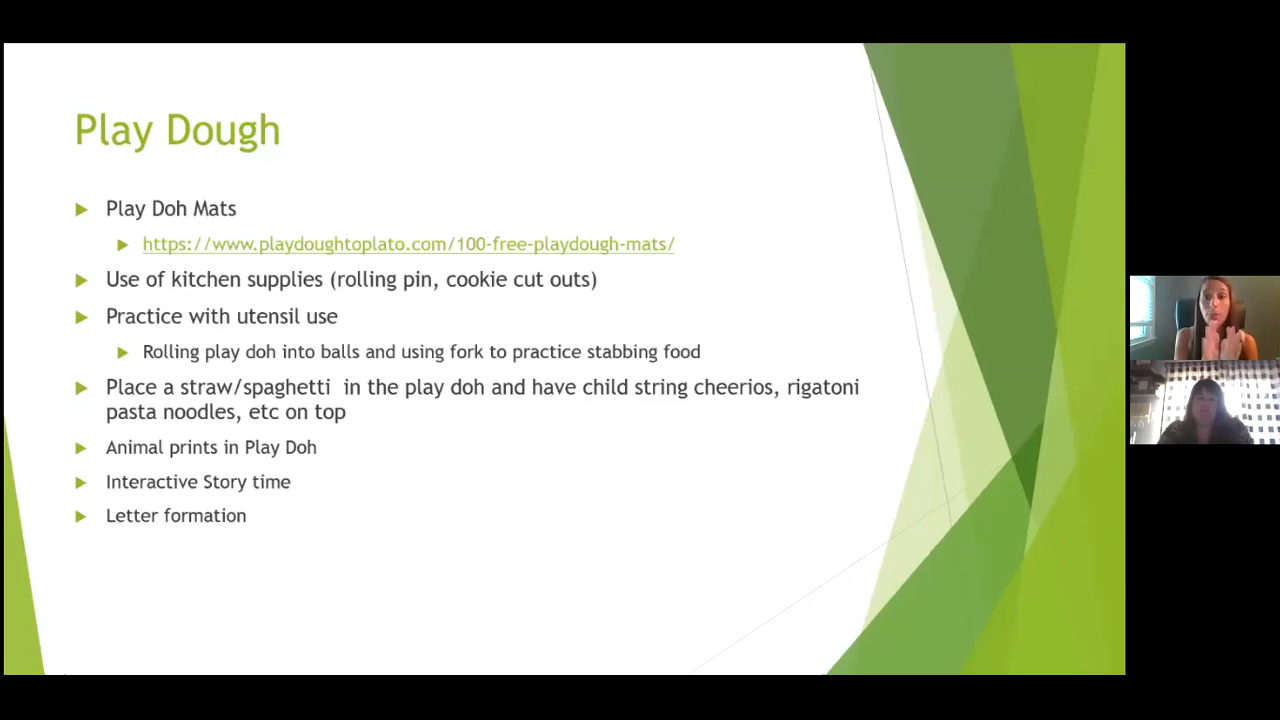 Play Dough
Play Doh Mats
https://www.playdoughtoplato.com/100-free-playdough-mats/
Use of kitchen supplies (rolling pin, cookie cut outs)
Practice with utensil use
Rolling play doh into balls and using fork to practice stabbing food
Place a straw/spaghetti in the play doh and have child string cheerios, rigatoni
pasta noodles, etc on top
Animal prints in Play Doh
Interactive Story time
Letter formation